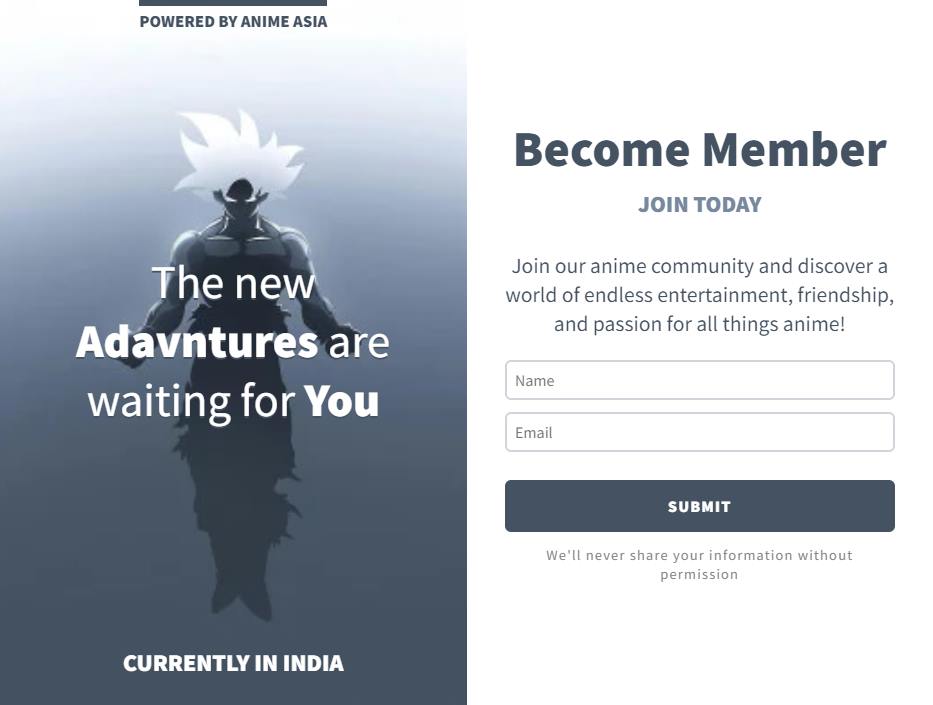 POWERED BY ANIME ASIA
The new
Adavntures are
waiting for You
CURRENTLY IN INDIA
Become Member
JOIN TODAY
Join our anime community and discover a
world of endless entertainment, friendship,
and passion for all things anime!
Name
Email
SUBMIT
We'll never share your information without
permission